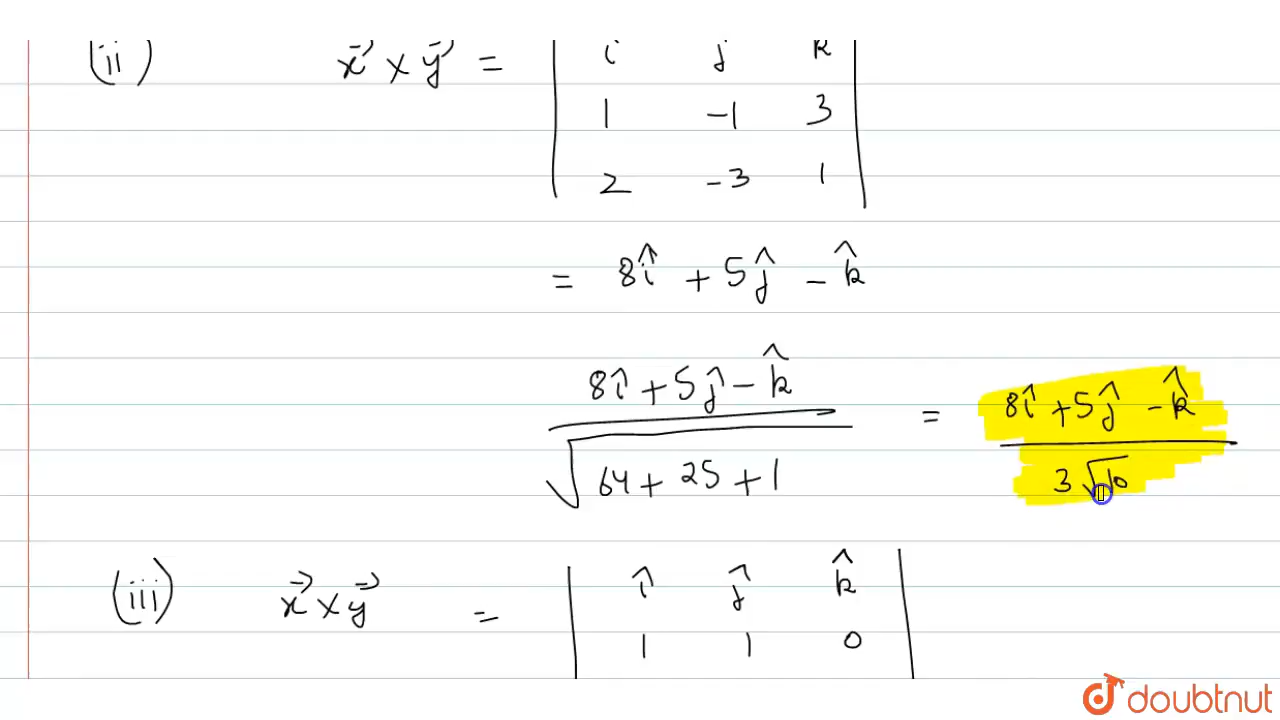 (ii) x⃗ × y⃗ = | i j k |
| 1 -1 3 |
| 2 -3 1 |
= 8î + 5ĵ - k̂
8î + 5ĵ - k̂ = 8î + 5ĵ - k̂
√64 + 25 + 1 3√10
(iii) x⃗ × y⃗ = | î ĵ k̂ |
| 1 1 0 |
doubtnut